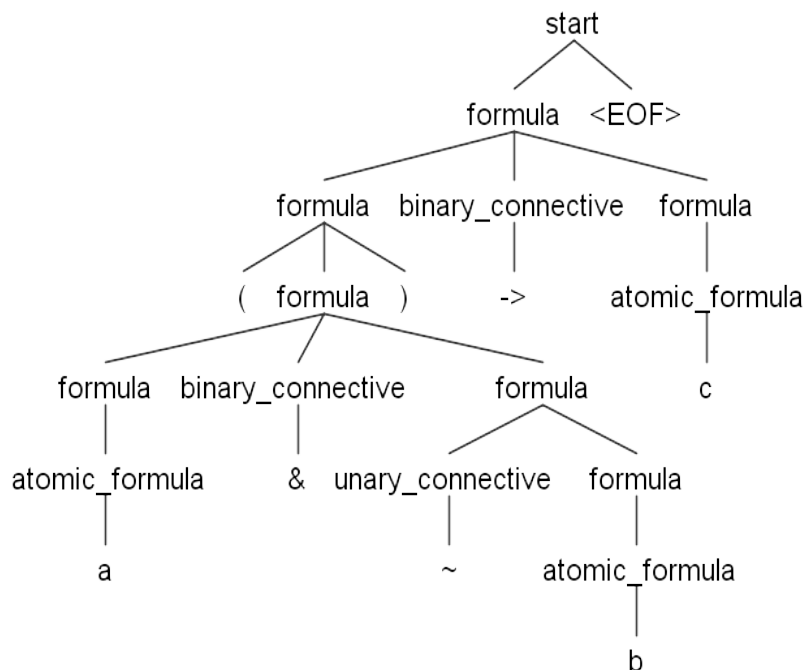 start
formula <EOF>
formula binary_connective formula
( formula ) -> atomic_formula
formula binary_connective formula c
atomic_formula & unary_connective formula
a ~ atomic_formula
b